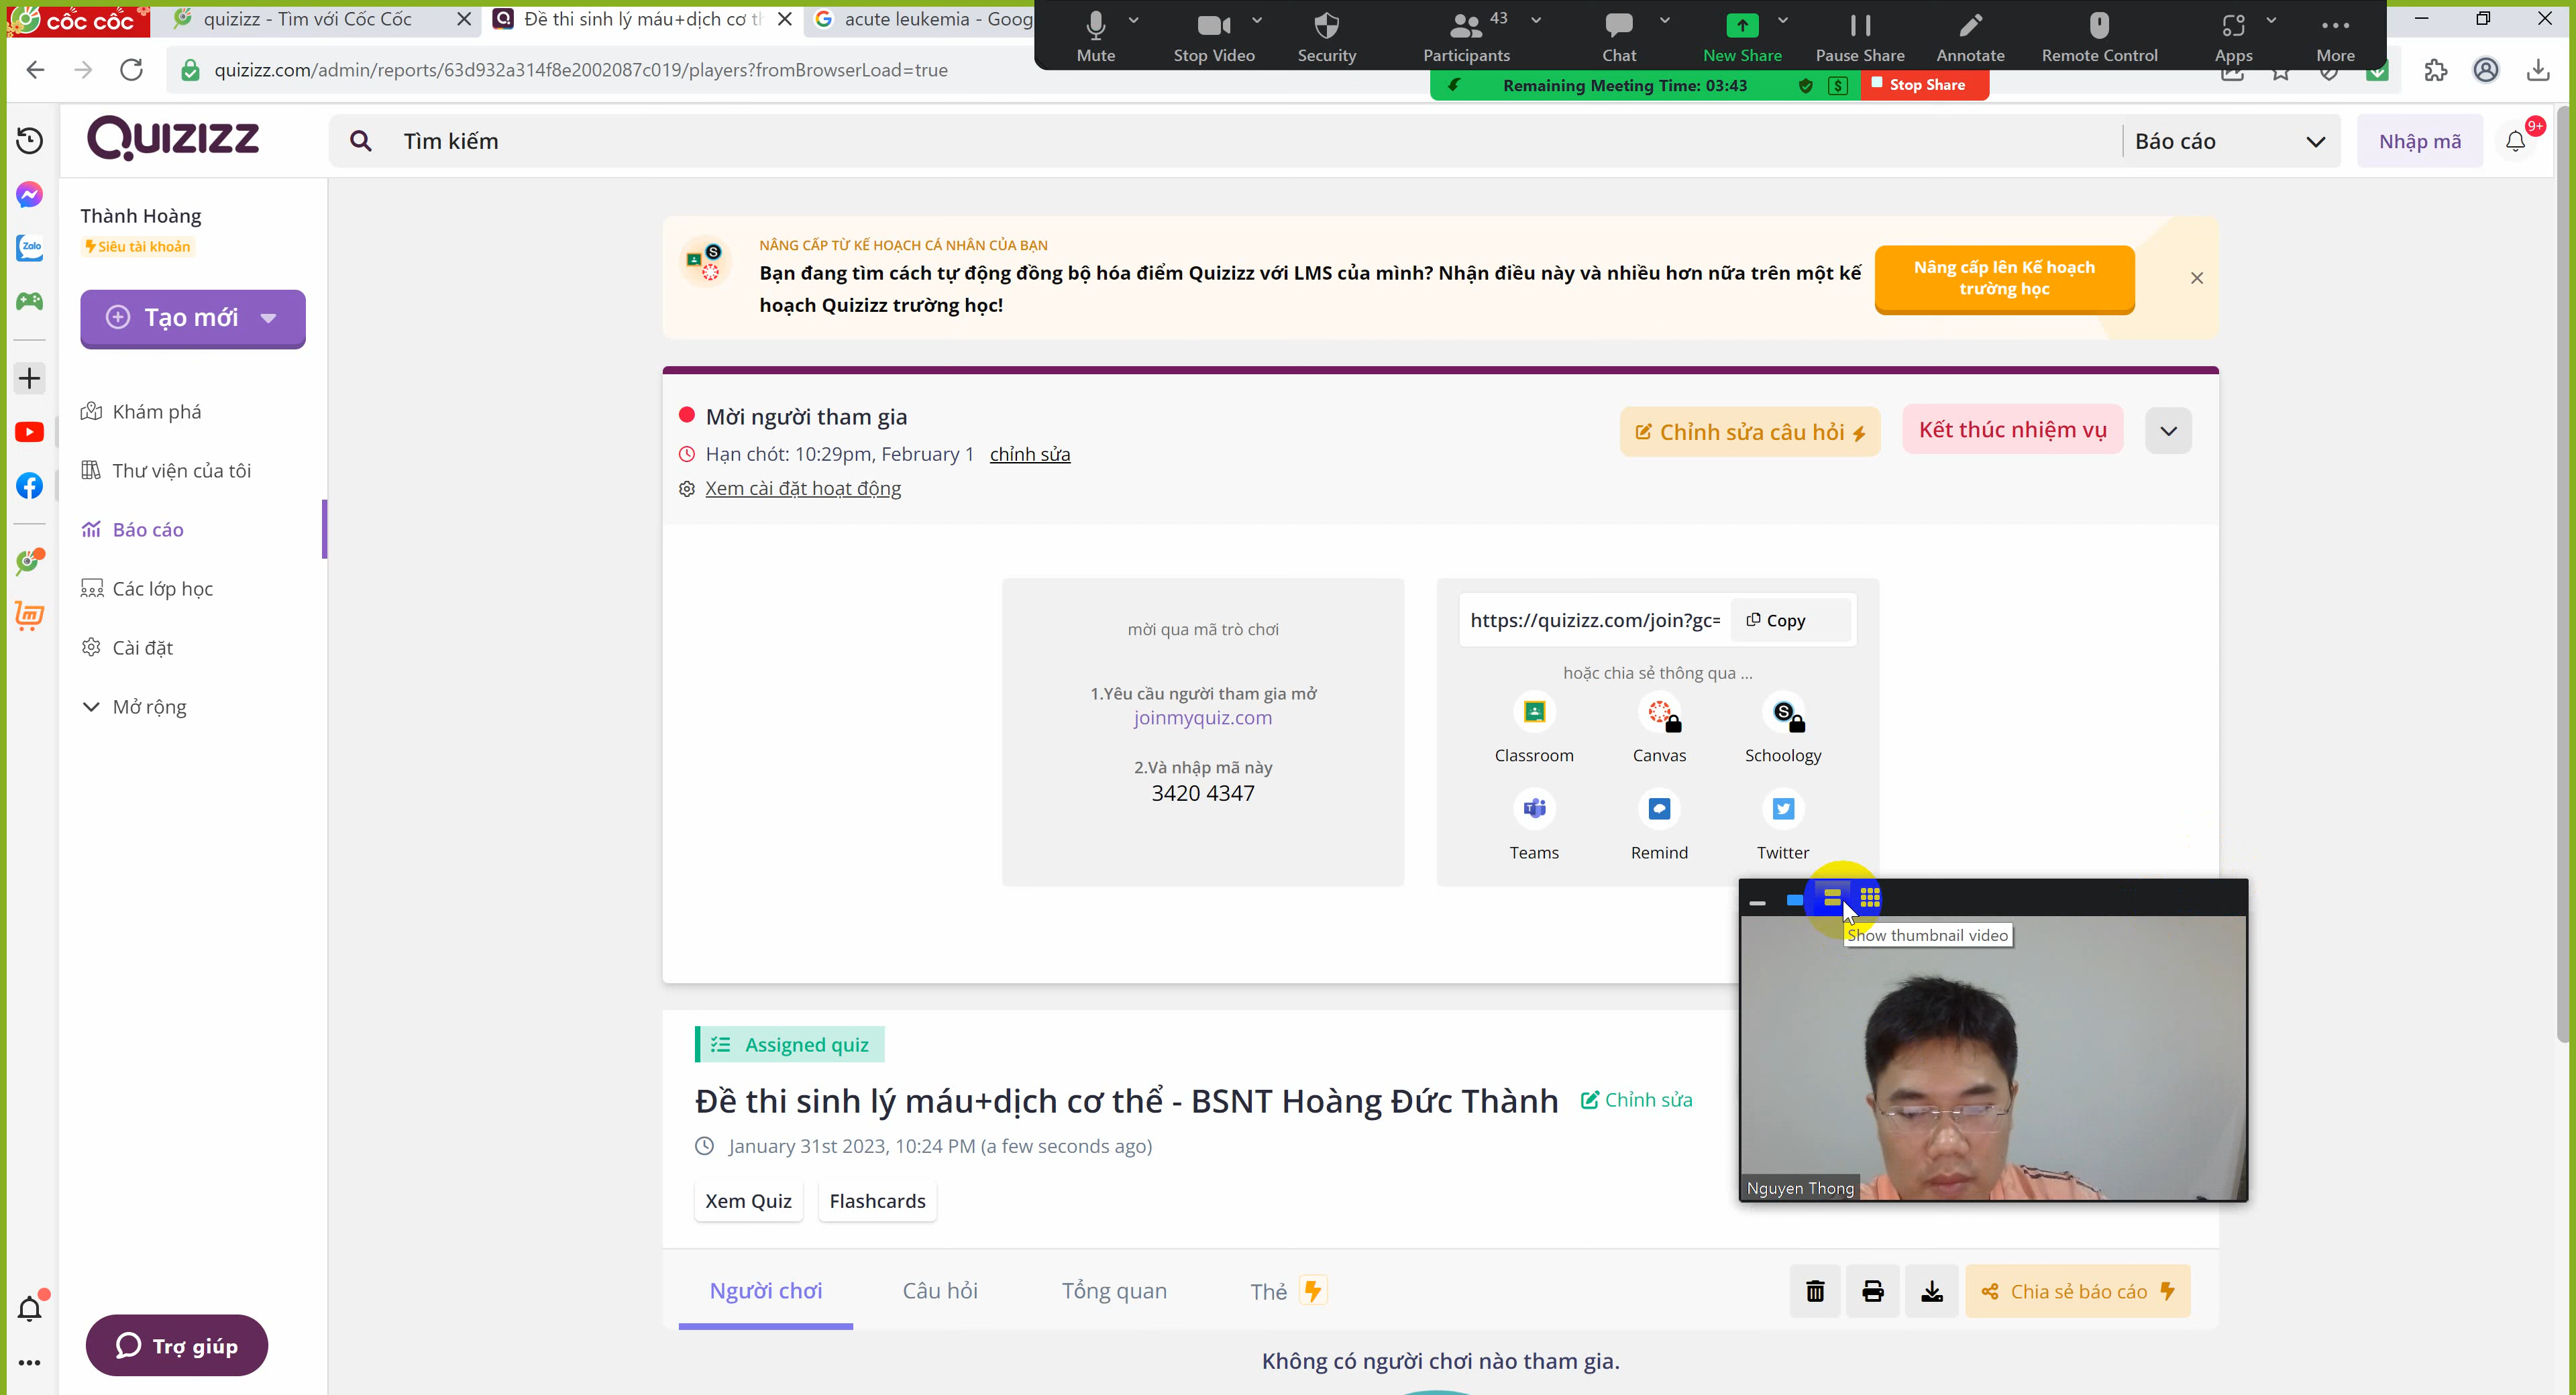 cốc cốc
quizizz - Tìm với Cốc Cốc
Đề thi sinh lý máu+dịch cơ th
acute leukemia - Goog
Mute
Stop Video
Security
43
Participants
Chat
New Share
Pause Share
Annotate
Remote Control
Apps
More
quizizz.com/admin/reports/63d932a314f8e2002087c019/players?fromBrowserLoad=true
Remaining Meeting Time: 03:43
Stop Share
QUIZIZZ
Tìm kiếm
Báo cáo
Nhập mã
9+
Zalo
Thành Hoàng
Siêu tài khoản
Tạo mới
Khám phá
Thư viện của tôi
Báo cáo
Các lớp học
Cài đặt
Mở rộng
Trợ giúp
NÂNG CẤP TỪ KẾ HOẠCH CÁ NHÂN CỦA BẠN
Bạn đang tìm cách tự động đồng bộ hóa điểm Quizizz với LMS của mình? Nhận điều này và nhiều hơn nữa trên một kế
hoạch Quizizz trường học!
Nâng cấp lên Kế hoạch
trường học
Mời người tham gia
Hạn chót: 10:29pm, February 1 chỉnh sửa
Xem cài đặt hoạt động
Chỉnh sửa câu hỏi
Kết thúc nhiệm vụ
mời qua mã trò chơi
1.Yêu cầu người tham gia mở
joinmyquiz.com
2.Và nhập mã này
3420 4347
https://quizizz.com/join?gc=
Copy
hoặc chia sẻ thông qua ...
Classroom
Canvas
Schoology
Teams
Remind
Twitter
Show thumbnail video
Nguyen Thong
Assigned quiz
Đề thi sinh lý máu+dịch cơ thể - BSNT Hoàng Đức Thành
Chỉnh sửa
January 31st 2023, 10:24 PM (a few seconds ago)
Xem Quiz
Flashcards
Người chơi
Câu hỏi
Tổng quan
Thẻ
Chia sẻ báo cáo
Không có người chơi nào tham gia.